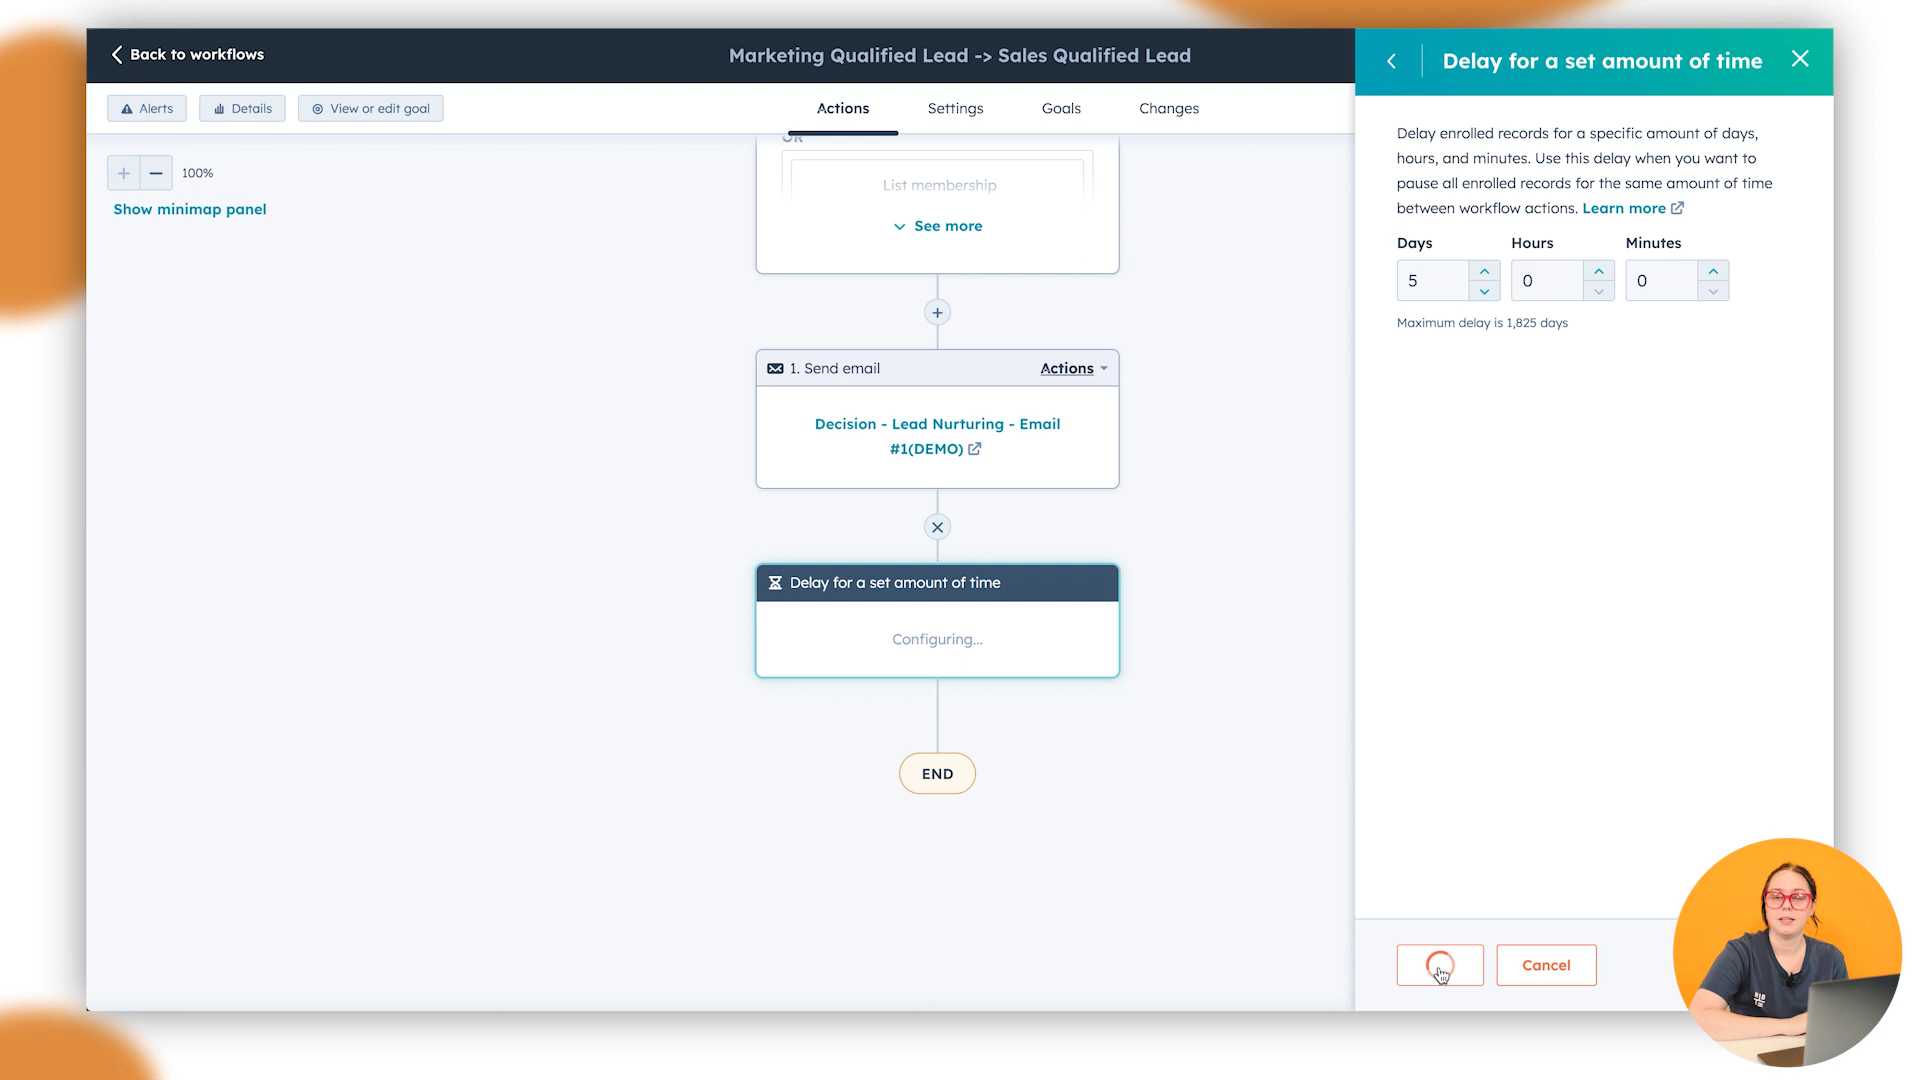 Back to workflows
Marketing Qualified Lead -> Sales Qualified Lead
Delay for a set amount of time
Alerts
Details
View or edit goal
Actions
Settings
Goals
Changes
100%
Show minimap panel
OR
List membership
See more
1. Send email
Actions
Decision - Lead Nurturing - Email
#1(DEMO)
Delay for a set amount of time
Configuring...
END
Delay enrolled records for a specific amount of days,
hours, and minutes. Use this delay when you want to
pause all enrolled records for the same amount of time
between workflow actions. Learn more
Days
Hours
Minutes
5
0
0
Maximum delay is 1,825 days
Cancel